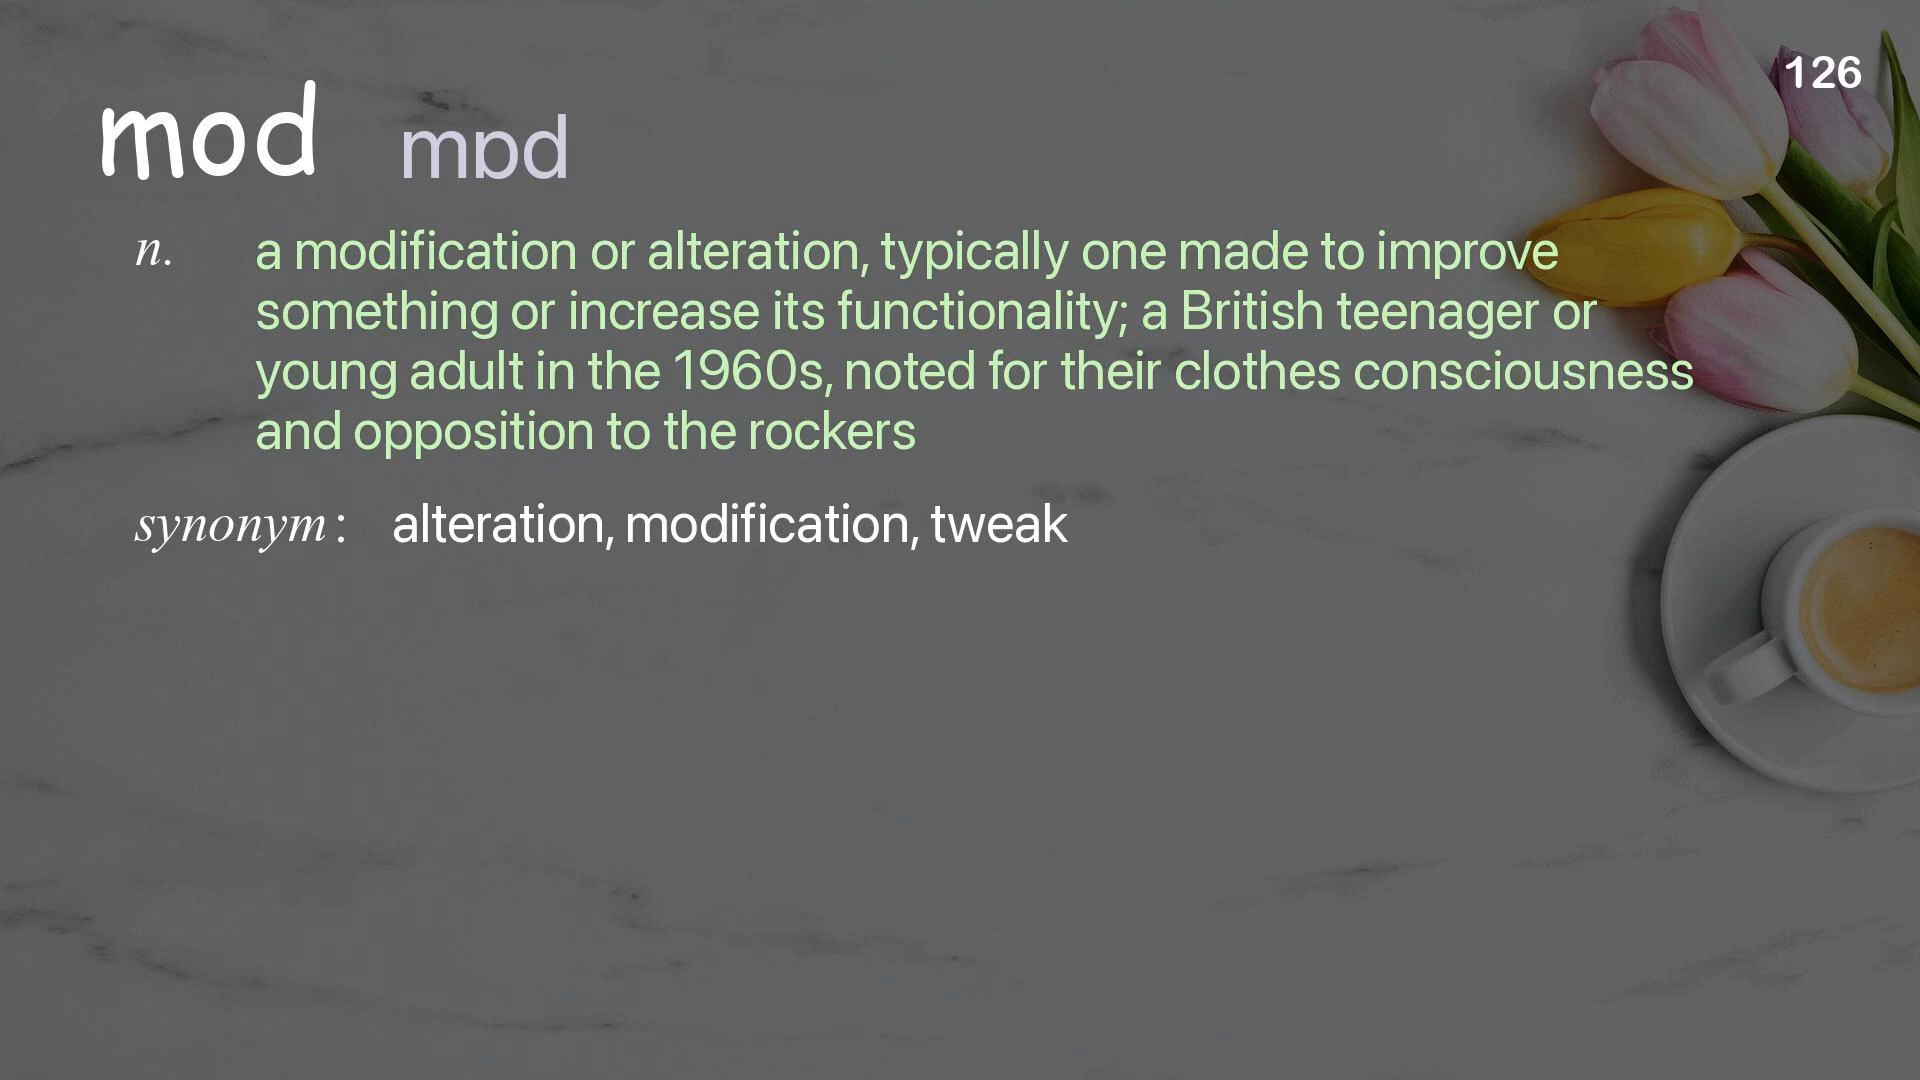 126
mod mɒd
n. a modification or alteration, typically one made to improve
something or increase its functionality; a British teenager or
young adult in the 1960s, noted for their clothes consciousness
and opposition to the rockers
synonym : alteration, modification, tweak